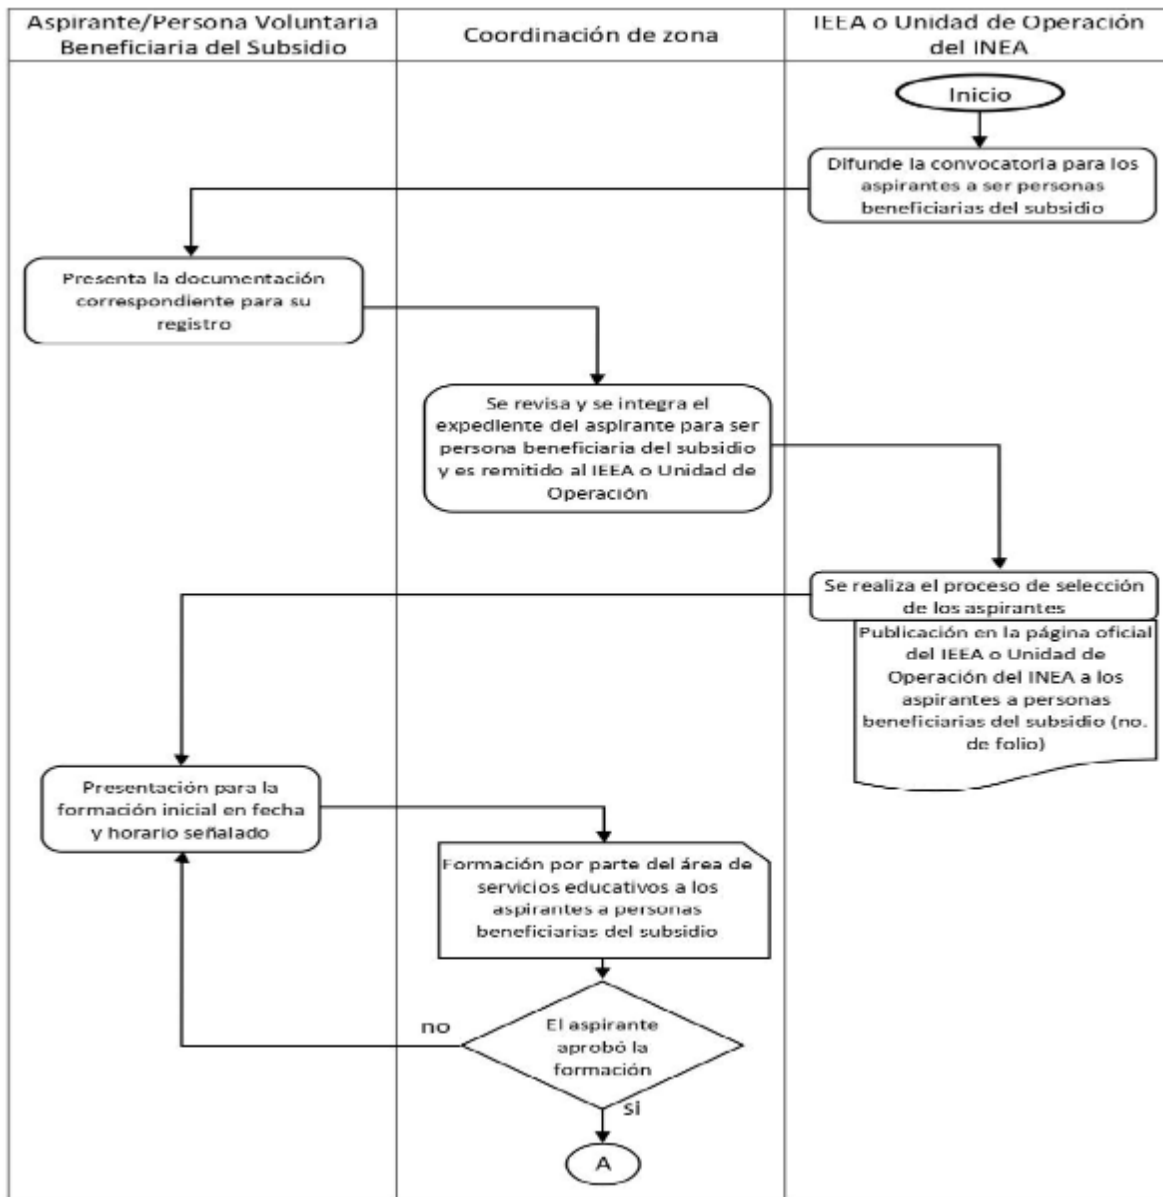 Aspirante/Persona Voluntaria
Beneficiaria del Subsidio
Coordinación de zona
IEEA o Unidad de Operación
del INEA
Inicio
Difunde la convocatoria para los
aspirantes a ser personas
beneficiarias del subsidio
Presenta la documentación
correspondiente para su
registro
Se revisa y se integra el
expediente del aspirante para ser
persona beneficiaria del subsidio
y es remitido al IEEA o Unidad de
Operación
Se realiza el proceso de selección
de los aspirantes
Publicación en la página oficial
del IEEA o Unidad de
Operación del INEA a los
aspirantes a personas
beneficiarias del subsidio (no.
de folio)
Presentación para la
formación inicial en fecha
y horario señalado
Formación por parte del área de
servicios educativos a los
aspirantes a personas
beneficiarias del subsidio
no
El aspirante
aprobó la
formación
si
A